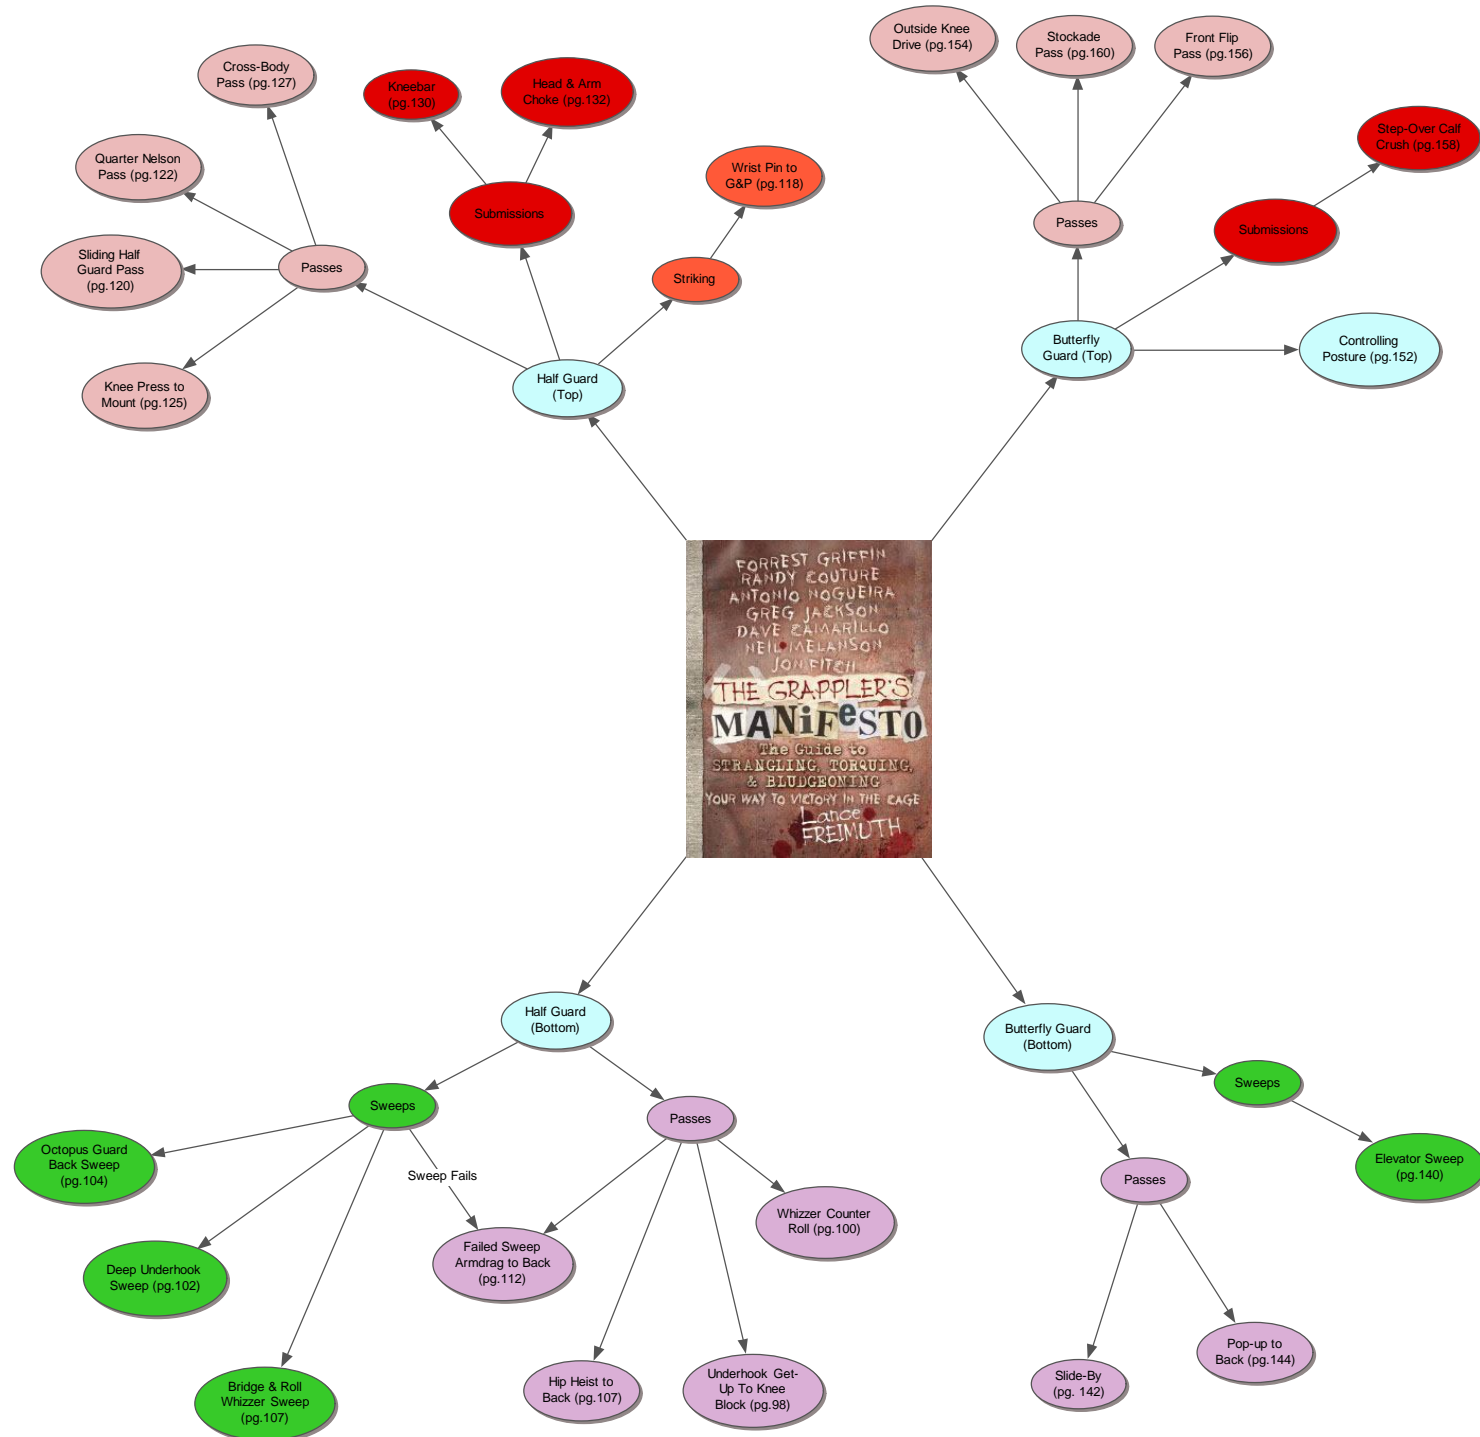 Outside Knee
Drive (pg.154)
Stockade
Pass (pg.160)
Front Flip
Pass (pg.156)
Cross-Body
Pass (pg.127)
Kneebar
(pg.130)
Head & Arm
Choke (pg.132)
Step-Over Calf
Crush (pg.158)
Quarter Nelson
Pass (pg.122)
Wrist Pin to
G&P (pg.118)
Submissions
Passes
Submissions
Sliding Half
Guard Pass
(pg.120)
Passes
Striking
Butterfly
Guard (Top)
Controlling
Posture (pg.152)
Knee Press to
Mount (pg.125)
Half Guard
(Top)
FORREST GRIFFIN
RANDY COUTURE
ANTONIO NOGUEIRA
GREG JACKSON
DAVE CAMARILLO
NEIL MELANSON
JON FITCH
THE GRAPPLER'S
MANiFeSTO
The Guide to
STRANGLING, TORQUING,
& BLUDGEONING
YOUR WAY TO VICTORY IN THE CAGE
Lance
FREIMUTH
Half Guard
(Bottom)
Butterfly Guard
(Bottom)
Sweeps
Sweeps
Passes
Octopus Guard
Back Sweep
(pg.104)
Sweep Fails
Elevator Sweep
(pg.140)
Passes
Whizzer Counter
Roll (pg.100)
Failed Sweep
Armdrag to Back
(pg.112)
Deep Underhook
Sweep (pg.102)
Pop-up to
Back (pg.144)
Bridge & Roll
Whizzer Sweep
(pg.107)
Hip Heist to
Back (pg.107)
Underhook Get-
Up To Knee
Block (pg.98)
Slide-By
(pg. 142)